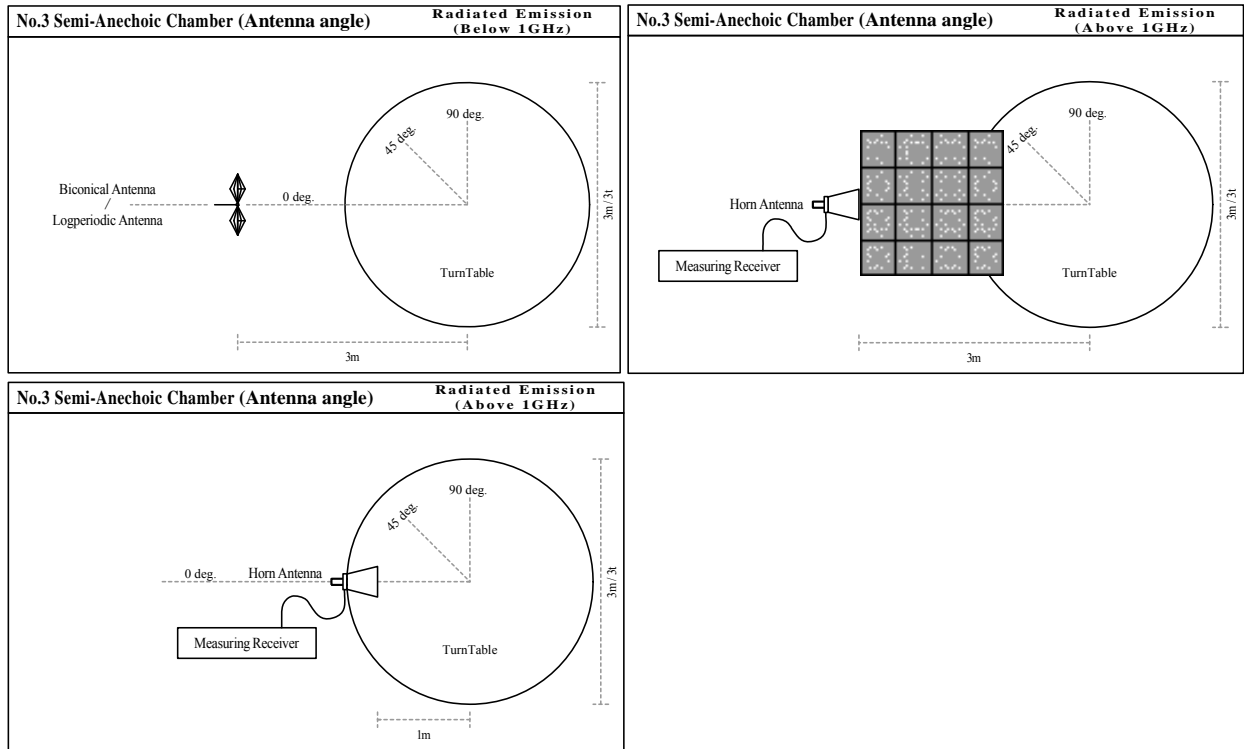 No.3 Semi-Anechoic Chamber (Antenna angle)
Radiated Emission
(Below 1GHz)
90 deg.
45 deg.
0 deg.
Biconical Antenna
/
Logperiodic Antenna
TurnTable
3m / 3t
3m
No.3 Semi-Anechoic Chamber (Antenna angle)
Radiated Emission
(Above 1GHz)
90 deg.
45 deg.
Horn Antenna
Measuring Receiver
TurnTable
3m / 3t
3m
No.3 Semi-Anechoic Chamber (Antenna angle)
Radiated Emission
(Above 1GHz)
90 deg.
45 deg.
0 deg.
Horn Antenna
Measuring Receiver
TurnTable
3m / 3t
1m